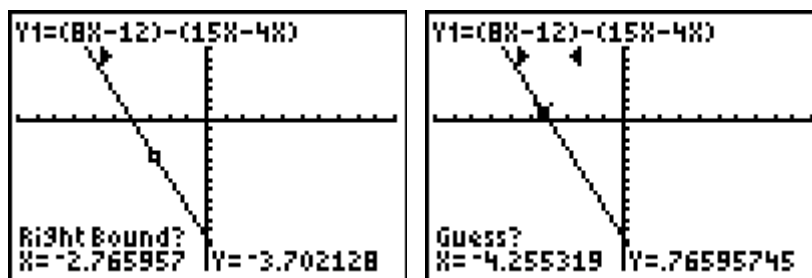 Y1=(8X-12)-(15X-4X)
Right Bound?
X=-2.765957 Y=-3.702128
Y1=(8X-12)-(15X-4X)
Guess?
X=-4.255319 Y=.76595745